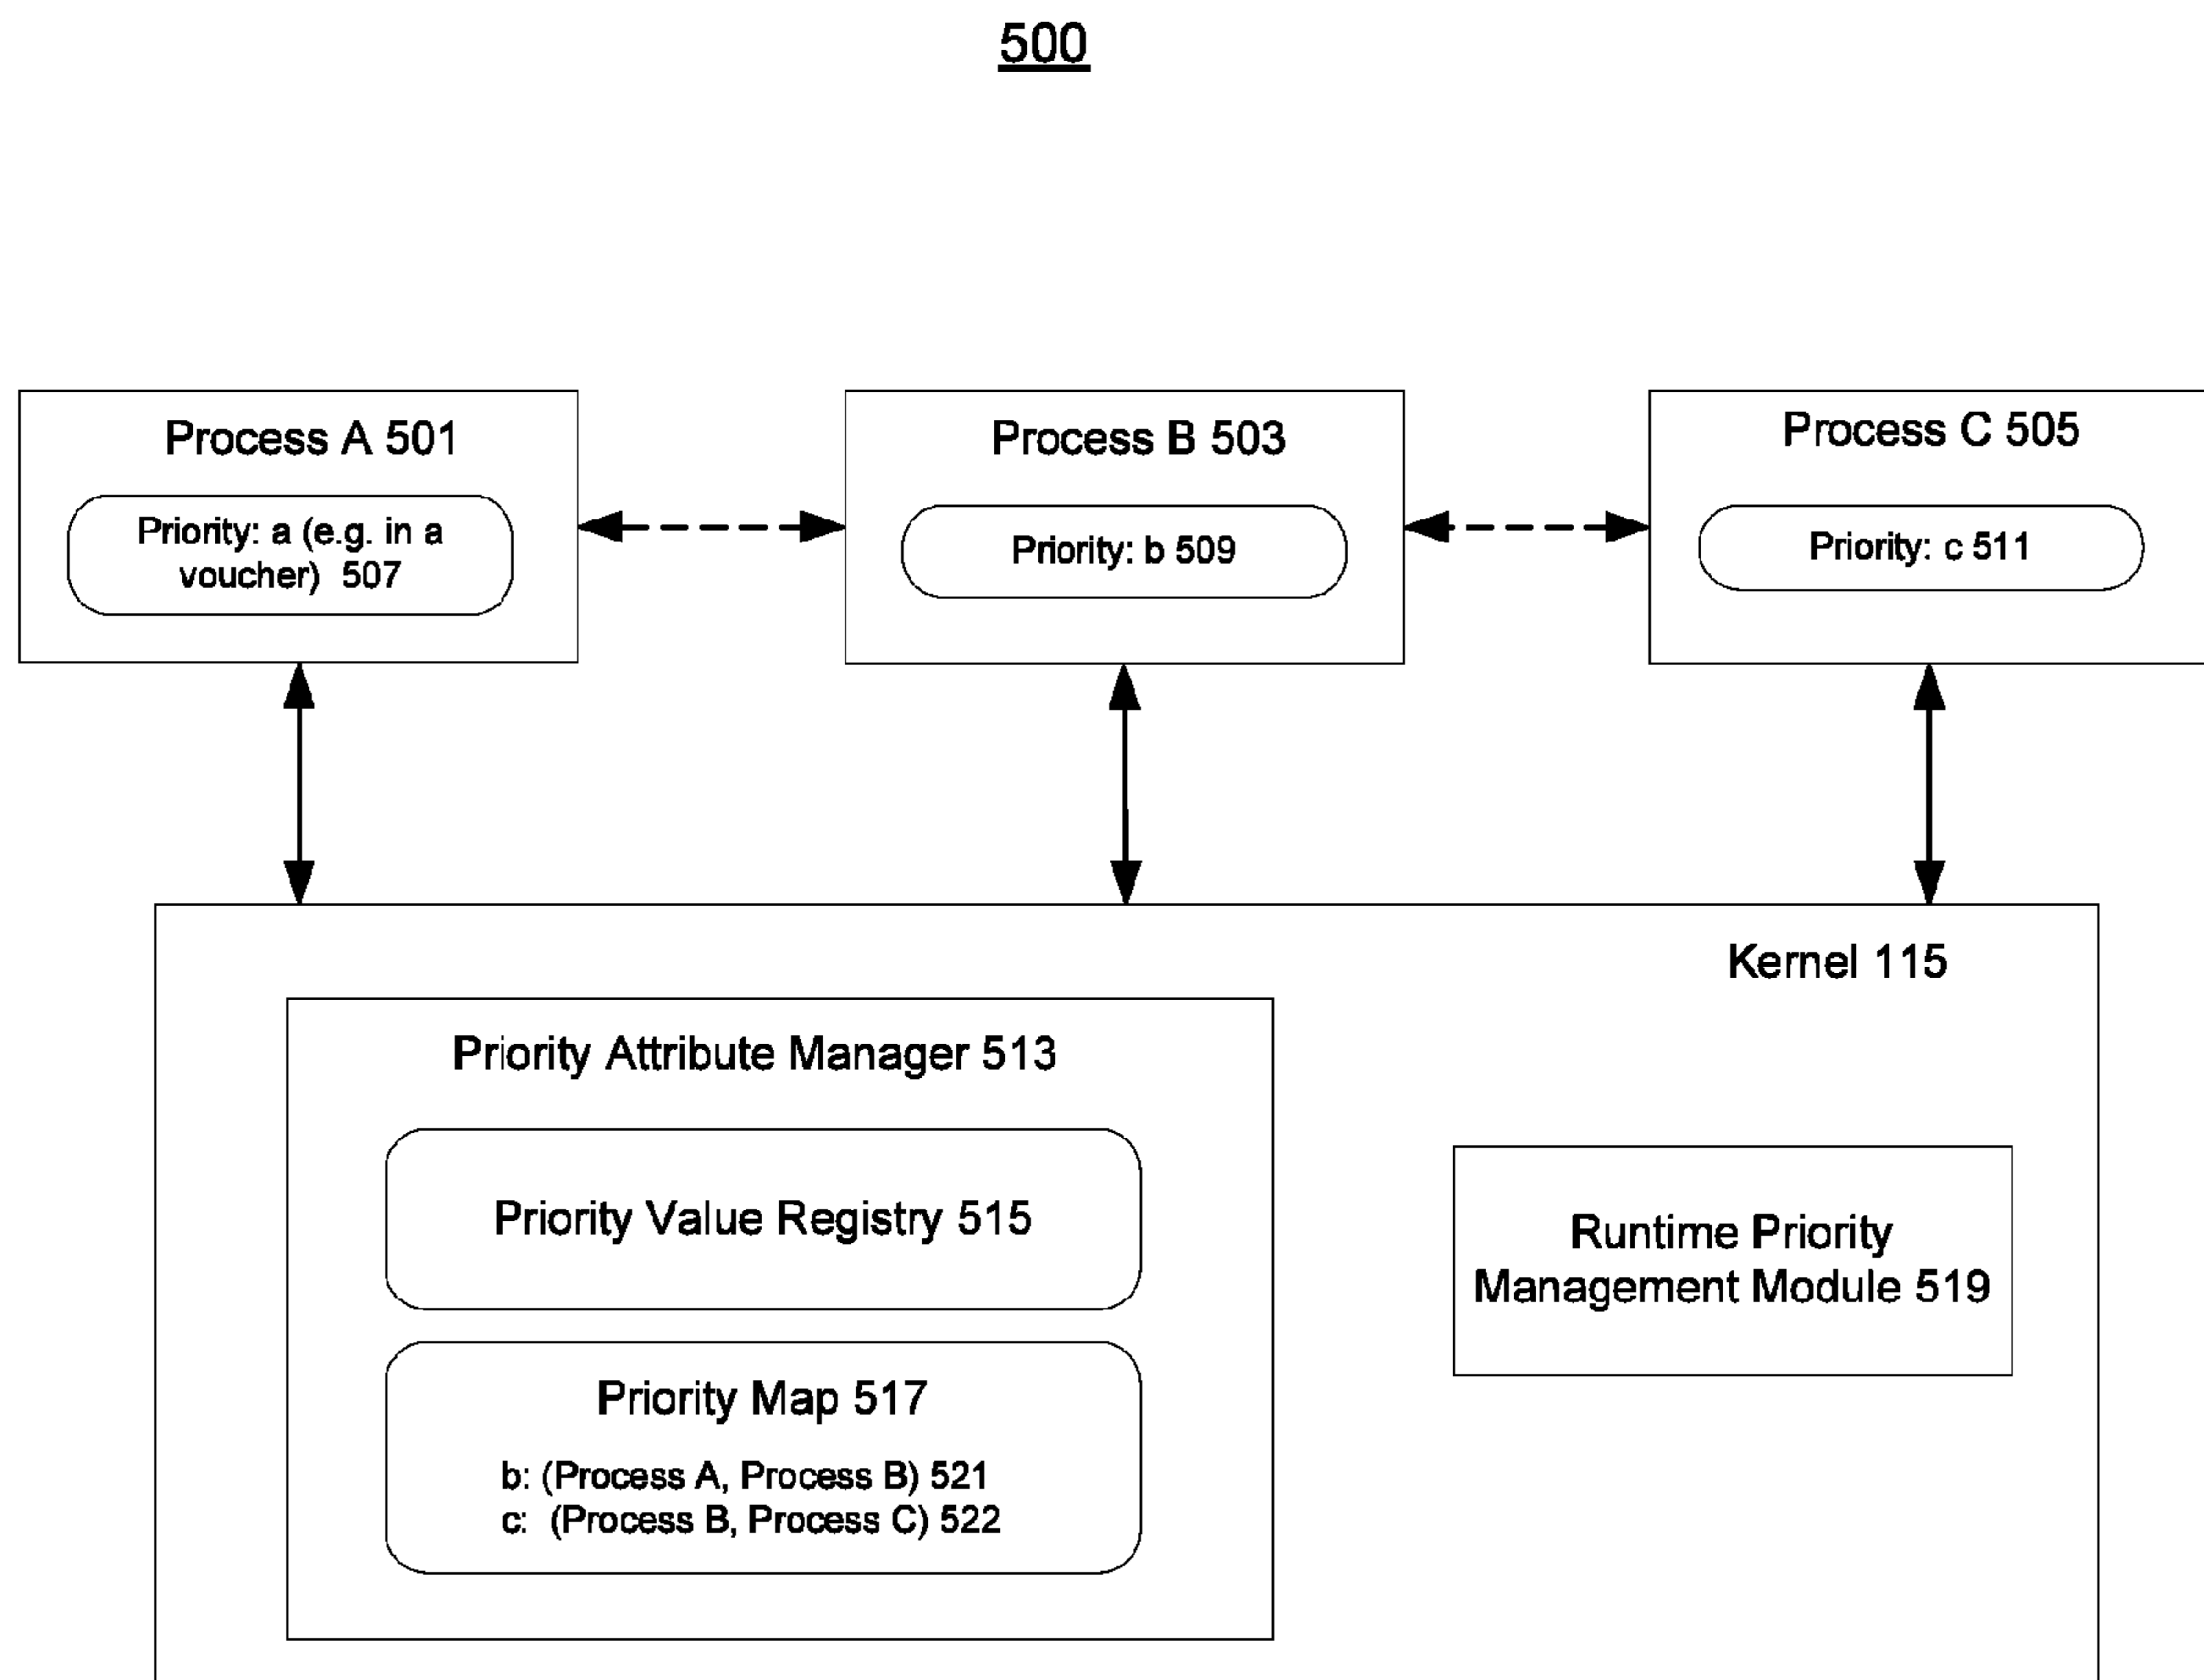 500
Process A 501
Priority: a (e.g. in a
voucher) 507
Process B 503
Priority: b 509
Process C 505
Priority: c 511
Kernel 115
Priority Attribute Manager 513
Priority Value Registry 515
Priority Map 517
b: (Process A, Process B) 521
c: (Process B, Process C) 522
Runtime Priority
Management Module 519